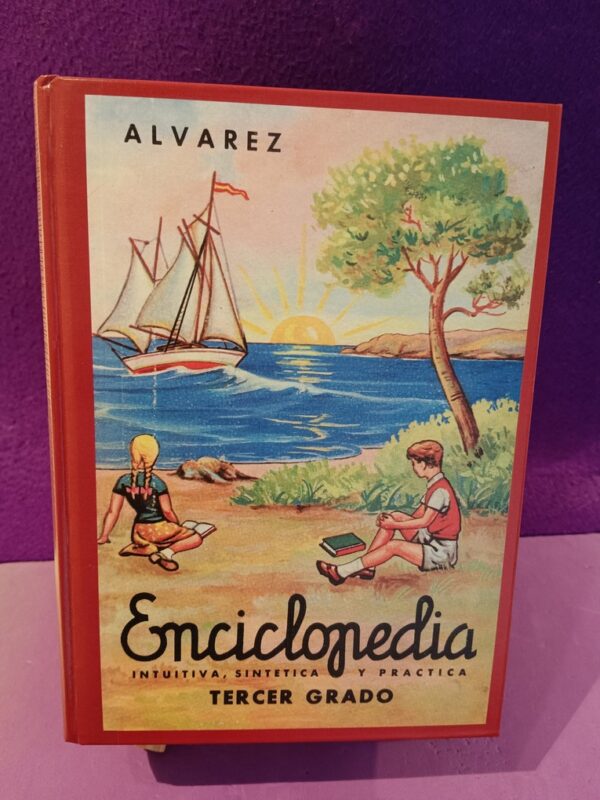 ALVAREZ
Enciclopedia
INTUITIVA, SINTETICA Y PRACTICA
TERCER GRADO